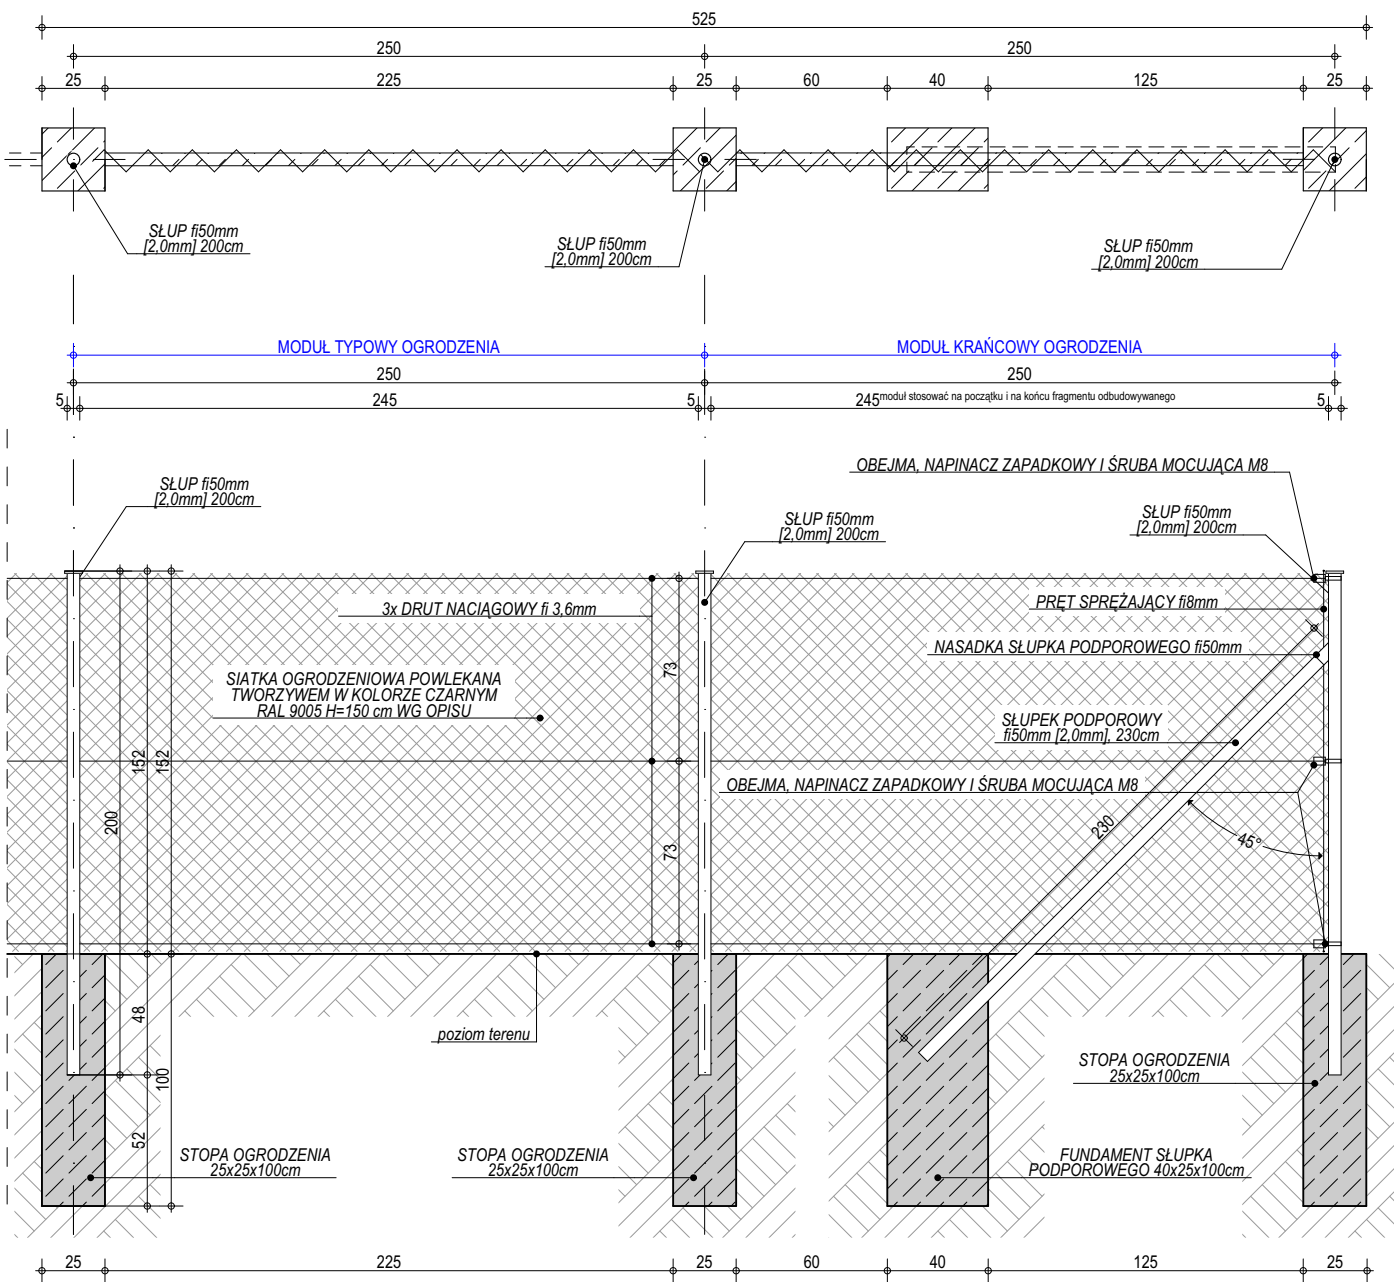 525
250 250
25 225 25 60 40 125 25
SŁUP fi50mm
[2,0mm] 200cm
SŁUP fi50mm
[2,0mm] 200cm
SŁUP fi50mm
[2,0mm] 200cm
MODUŁ TYPOWY OGRODZENIA MODUŁ KRAŃCOWY OGRODZENIA
250 250
5 245 5 245 moduł stosować na początku i na końcu fragmentu odbudowywanego 5
OBEJMA, NAPINACZ ZAPADKOWY I ŚRUBA MOCUJĄCA M8
SŁUP fi50mm
[2,0mm] 200cm
SŁUP fi50mm
[2,0mm] 200cm
SŁUP fi50mm
[2,0mm] 200cm
3x DRUT NACIĄGOWY fi 3,6mm
PRĘT SPRĘŻAJĄCY fi8mm
NASADKA SŁUPKA PODPOROWEGO fi50mm
73
SIATKA OGRODZENIOWA POWLEKANA
TWORZYWEM W KOLORZE CZARNYM
RAL 9005 H=150 cm WG OPISU
SŁUPEK PODPOROWY
fi50mm [2,0mm], 230cm
152 152
OBEJMA, NAPINACZ ZAPADKOWY I ŚRUBA MOCUJĄCA M8
200
230
45°
73
48
poziom terenu
100
STOPA OGRODZENIA
25x25x100cm
52
STOPA OGRODZENIA
25x25x100cm
STOPA OGRODZENIA
25x25x100cm
FUNDAMENT SŁUPKA
PODPOROWEGO 40x25x100cm
25 225 25 60 40 125 25